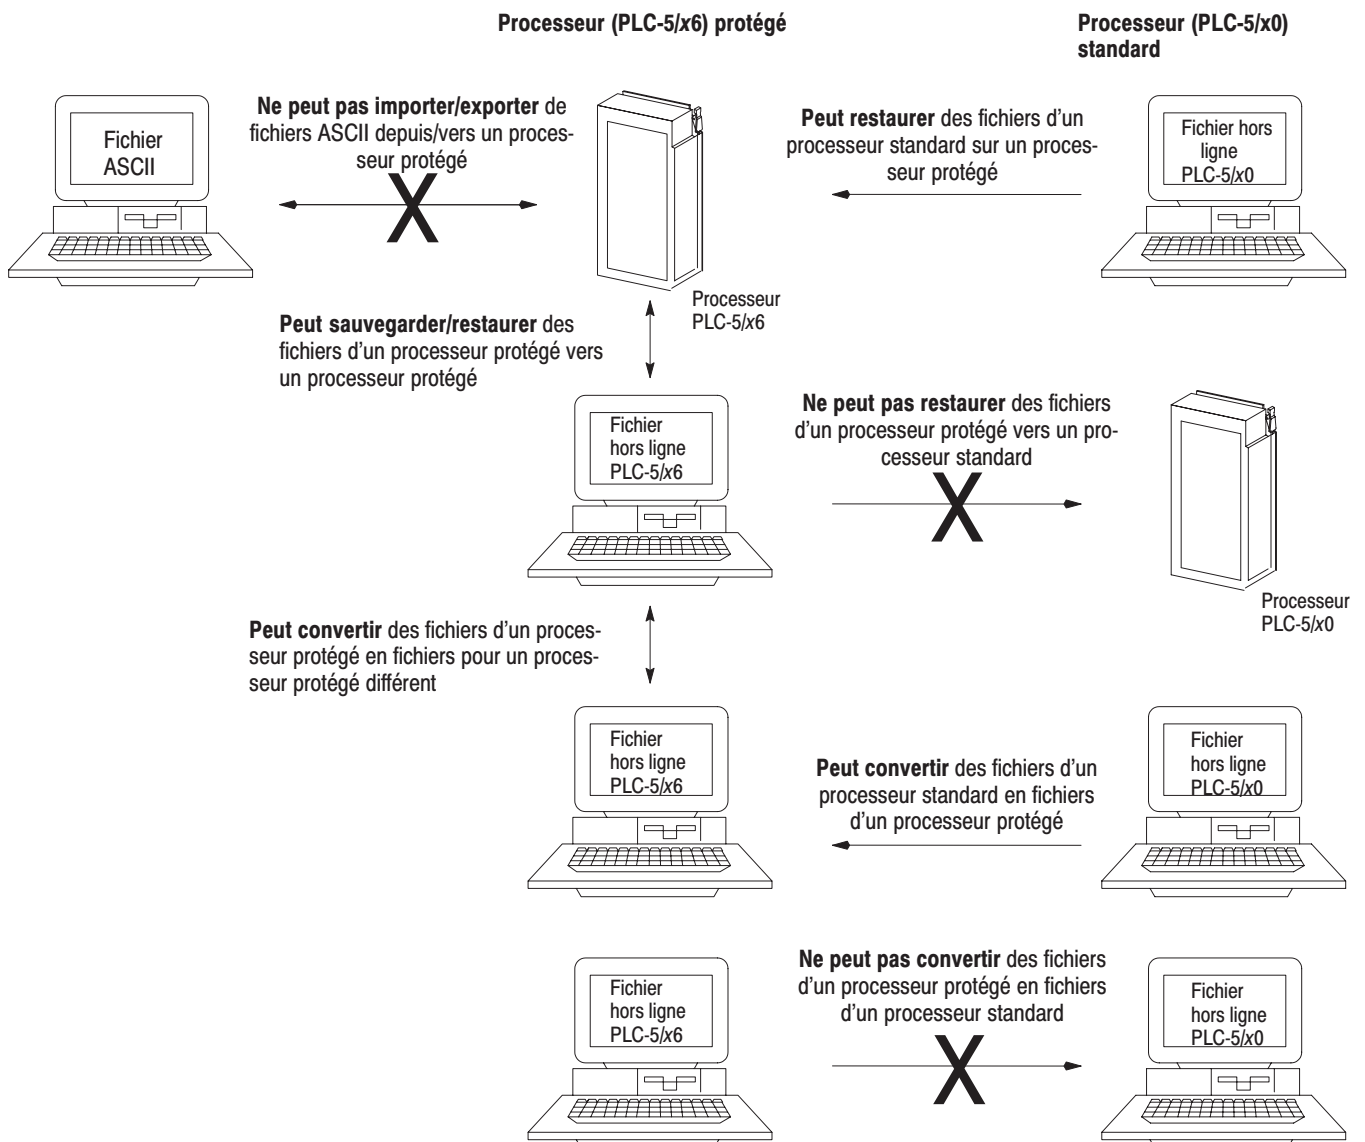 Processeur (PLC-5/x6) protégé
Processeur (PLC-5/x0)
standard
Fichier
ASCII
Ne peut pas importer/exporter de
fichiers ASCII depuis/vers un proces-
seur protégé
X
Processeur
PLC-5/x6
Peut restaurer des fichiers d'un
processeur standard sur un proces-
seur protégé
Fichier hors
ligne
PLC-5/x0
Peut sauvegarder/restaurer des
fichiers d'un processeur protégé vers
un processeur protégé
Fichier
hors ligne
PLC-5/x6
Ne peut pas restaurer des fichiers
d'un processeur protégé vers un pro-
cesseur standard
X
Processeur
PLC-5/x0
Peut convertir des fichiers d'un proces-
seur protégé en fichiers pour un proces-
seur protégé différent
Fichier
hors ligne
PLC-5/x6
Peut convertir des fichiers d'un
processeur standard en fichiers
d'un processeur protégé
Fichier
hors ligne
PLC-5/x0
Fichier
hors ligne
PLC-5/x6
Ne peut pas convertir des fichiers
d'un processeur protégé en fichiers
d'un processeur standard
X
Fichier
hors ligne
PLC-5/x0